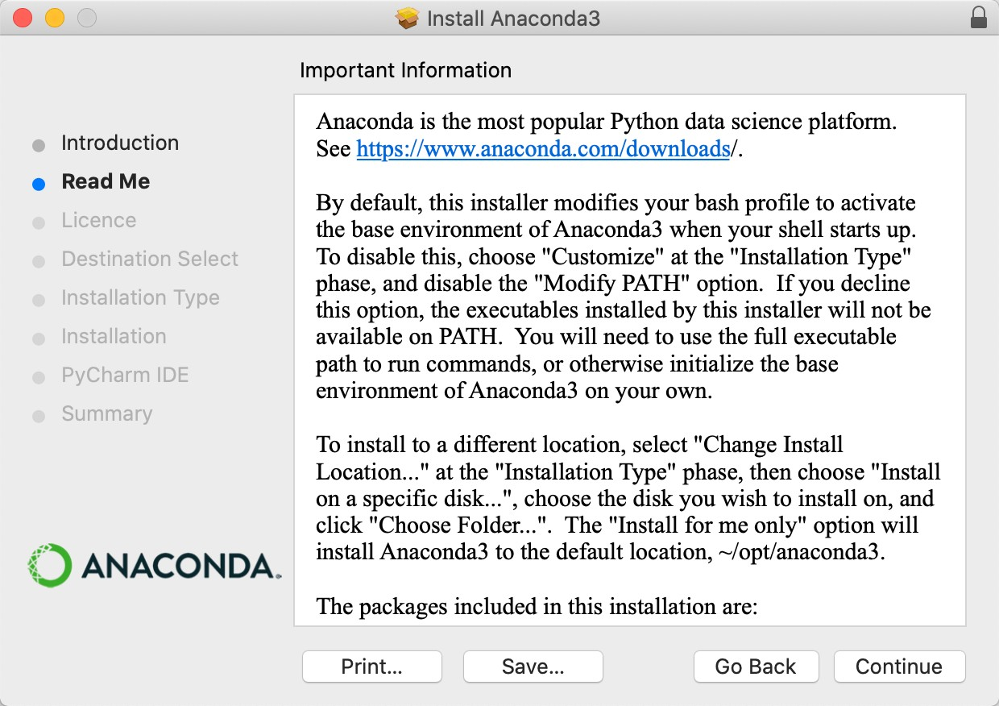 Install Anaconda3
Important Information
Introduction
Read Me
Licence
Destination Select
Installation Type
Installation
PyCharm IDE
Summary
ANACONDA.
Anaconda is the most popular Python data science platform.
See https://www.anaconda.com/downloads/.
By default, this installer modifies your bash profile to activate
the base environment of Anaconda3 when your shell starts up.
To disable this, choose "Customize" at the "Installation Type"
phase, and disable the "Modify PATH" option.  If you decline
this option, the executables installed by this installer will not be
available on PATH.  You will need to use the full executable
path to run commands, or otherwise initialize the base
environment of Anaconda3 on your own.
To install to a different location, select "Change Install
Location..." at the "Installation Type" phase, then choose "Install
on a specific disk...", choose the disk you wish to install on, and
click "Choose Folder...".  The "Install for me only" option will
install Anaconda3 to the default location, ~/opt/anaconda3.
The packages included in this installation are:
Print...
Save...
Go Back
Continue